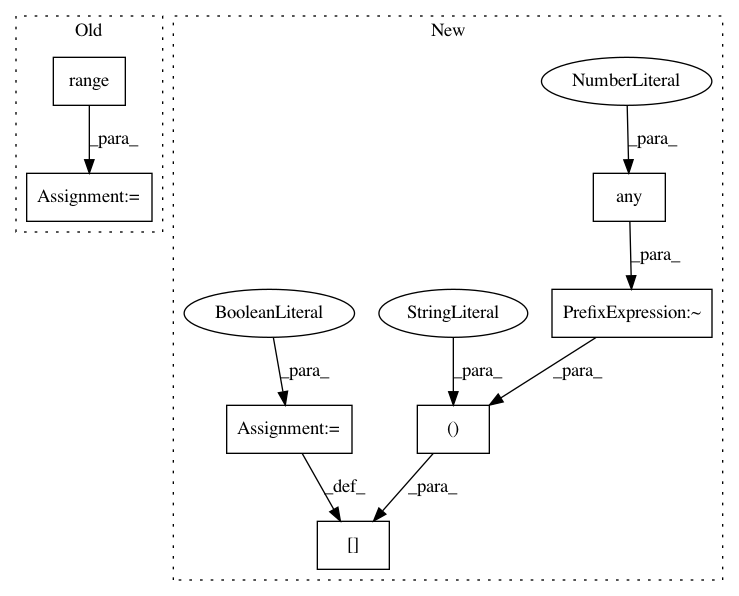 Old
New
range
NumberLiteral
_para_
_para_
Assignment:=
any
_para_
BooleanLiteral
StringLiteral
PrefixExpression:~
_para_
_para_
_para_
Assignment:=
()
_def_
_para_
[]